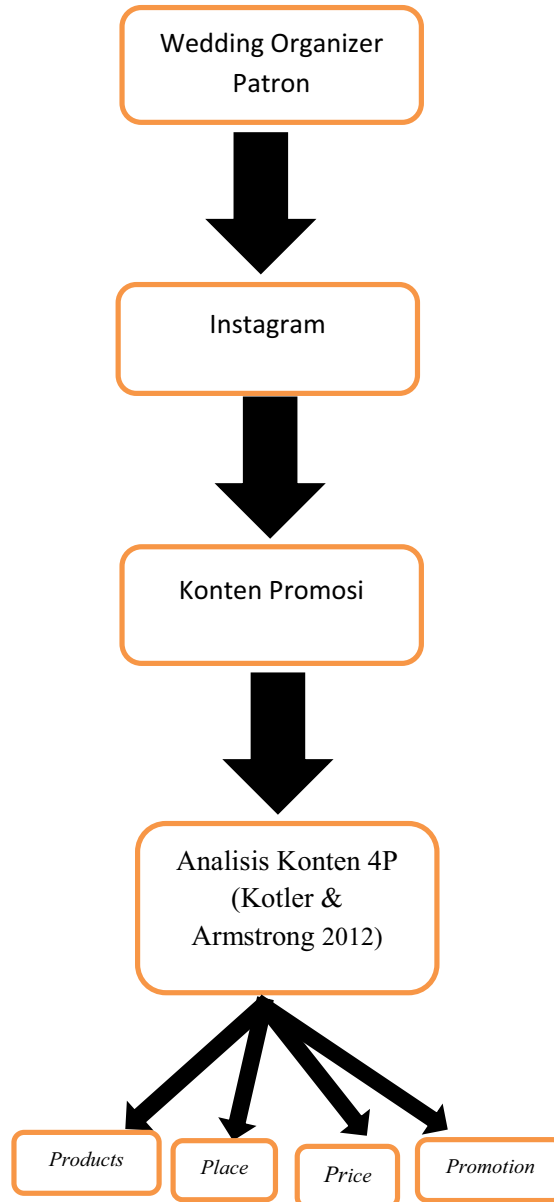 Wedding Organizer
Patron
Instagram
Konten Promosi
Analisis Konten 4P
(Kotler &
Armstrong 2012)
Products
Place
Price
Promotion